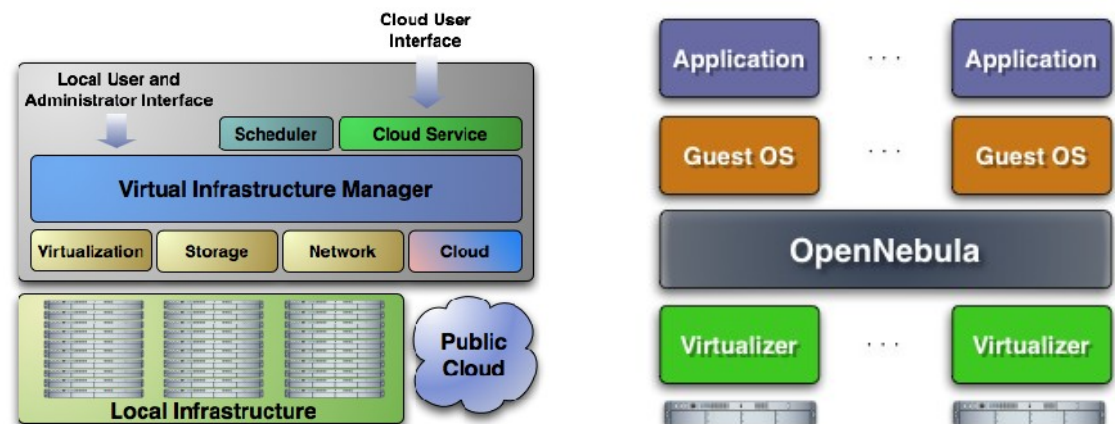 Cloud User
Interface
Local User and
Administrator Interface
Scheduler
Cloud Service
Virtual Infrastructure Manager
Virtualization
Storage
Network
Cloud
Public
Cloud
Local Infrastructure
Application
. . .
Application
Guest OS
. . .
Guest OS
OpenNebula
Virtualizer
. . .
Virtualizer